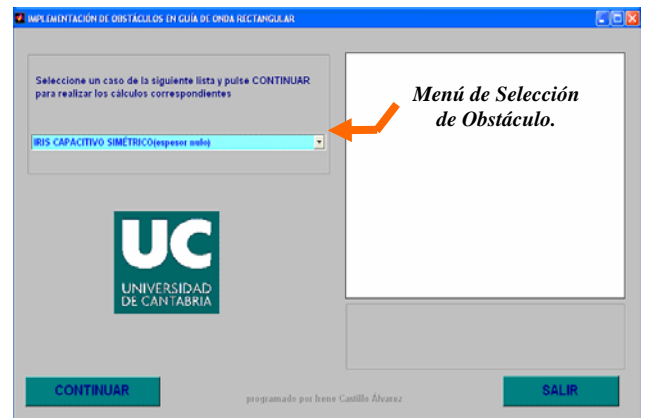 IMPLEMENTACIÓN DE OBSTÁCULOS EN GUÍA DE ONDA RECTANGULAR
Seleccione un caso de la siguiente lista y pulse CONTINUAR
para realizar los cálculos correspondientes
IRIS CAPACITIVO SIMÉTRICO(espesor nulo)
Menú de Selección
de Obstáculo.
UC
UNIVERSIDAD
DE CANTABRIA
CONTINUAR
programado por Irene Castillo Álvarez
SALIR